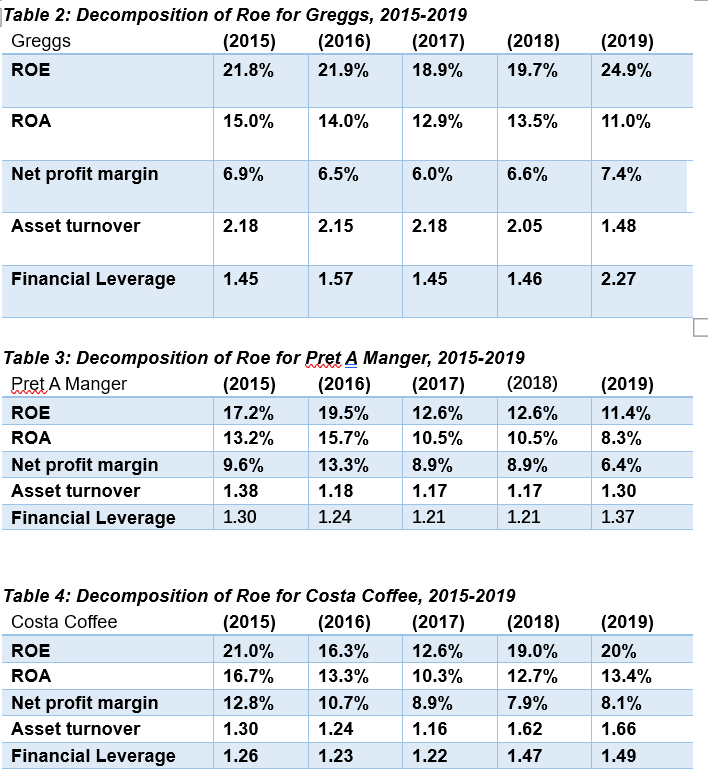 Table 2: Decomposition of Roe for Greggs, 2015-2019
Greggs (2015) (2016) (2017) (2018) (2019)
ROE 21.8% 21.9% 18.9% 19.7% 24.9%
ROA 15.0% 14.0% 12.9% 13.5% 11.0%
Net profit margin 6.9% 6.5% 6.0% 6.6% 7.4%
Asset turnover 2.18 2.15 2.18 2.05 1.48
Financial Leverage 1.45 1.57 1.45 1.46 2.27
Table 3: Decomposition of Roe for Pret A Manger, 2015-2019
Pret A Manger (2015) (2016) (2017) (2018) (2019)
ROE 17.2% 19.5% 12.6% 12.6% 11.4%
ROA 13.2% 15.7% 10.5% 10.5% 8.3%
Net profit margin 9.6% 13.3% 8.9% 8.9% 6.4%
Asset turnover 1.38 1.18 1.17 1.17 1.30
Financial Leverage 1.30 1.24 1.21 1.21 1.37
Table 4: Decomposition of Roe for Costa Coffee, 2015-2019
Costa Coffee (2015) (2016) (2017) (2018) (2019)
ROE 21.0% 16.3% 12.6% 19.0% 20%
ROA 16.7% 13.3% 10.3% 12.7% 13.4%
Net profit margin 12.8% 10.7% 8.9% 7.9% 8.1%
Asset turnover 1.30 1.24 1.16 1.62 1.66
Financial Leverage 1.26 1.23 1.22 1.47 1.49